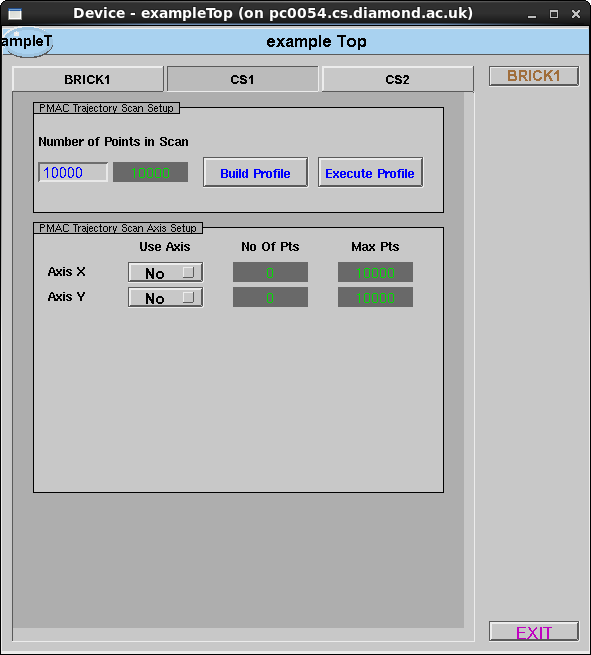 Device - exampleTop (on pc0054.cs.diamond.ac.uk)
ampleT
example Top
BRICK1 CS1 CS2 BRICK1
PMAC Trajectory Scan Setup
Number of Points in Scan
10000 10000 Build Profile Execute Profile
PMAC Trajectory Scan Axis Setup
Use Axis No Of Pts Max Pts
Axis X No 0 10000
Axis Y No 0 10000
EXIT